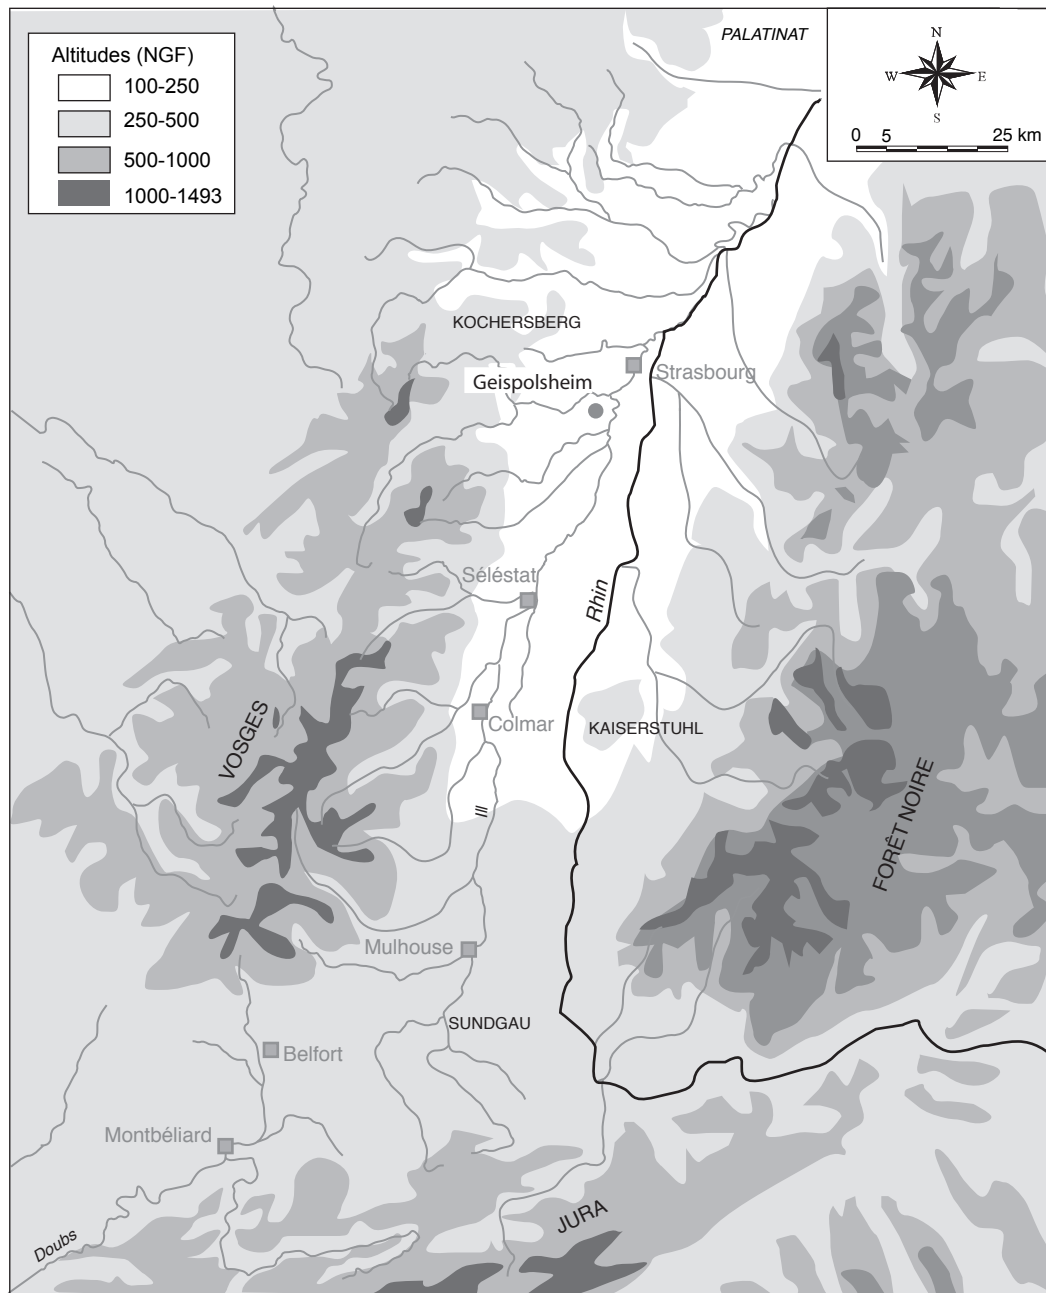 Altitudes (NGF)
100-250
250-500
500-1000
1000-1493
PALATINAT
N
W
E
S
0 5 25 km
KOCHERSBERG
Strasbourg
Geispolsheim
Séléstat
Rhin
VOSGES
Colmar
KAISERSTUHL
Ill
FORÊT NOIRE
Mulhouse
SUNDGAU
Belfort
Montbéliard
JURA
Doubs